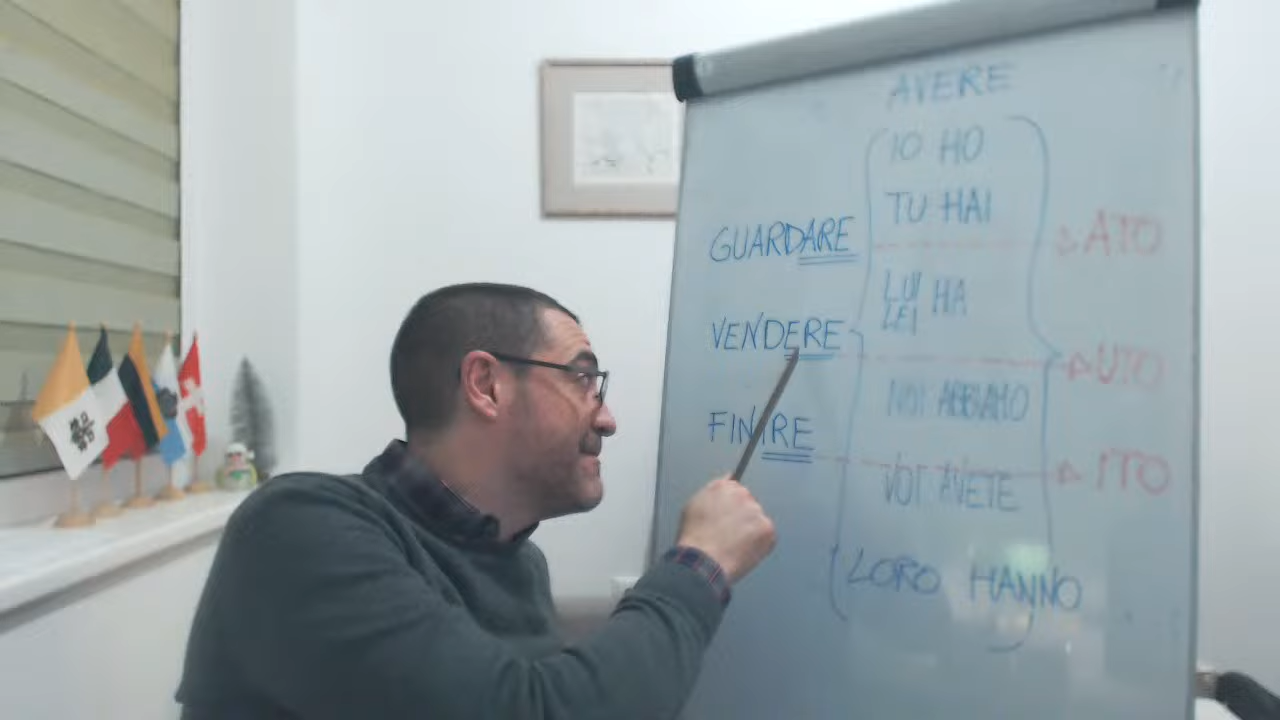 AVERE
IO HO
TU HAI
GUARDARE
ATO
LUI
LEI
HA
VENDERE
UTO
NOI ABBIAMO
FINIRE
ITO
VOI AVETE
LORO HANNO